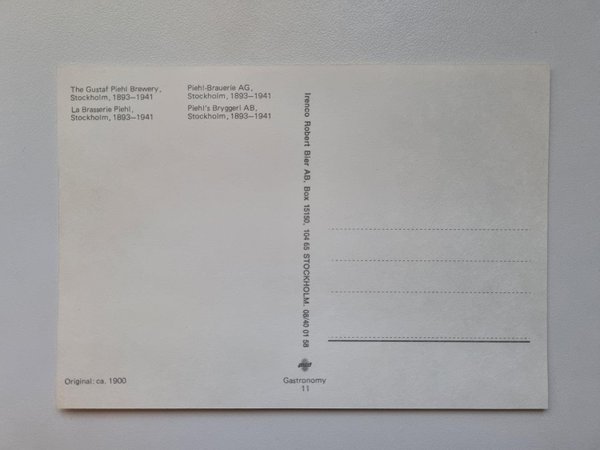 The Gustaf Piehl Brewery,
Stockholm, 1893—1941
La Brasserie Piehl,
Stockholm, 1893—1941
Piehl-Brauerie AG,
Stockholm, 1893—1941
Piehl's Bryggeri AB,
Stockholm, 1893—1941
Irenco Robert Bier AB, Box 15150, 104 65 STOCKHOLM. 08/40 01 58
Original: ca. 1900
Gastronomy
11